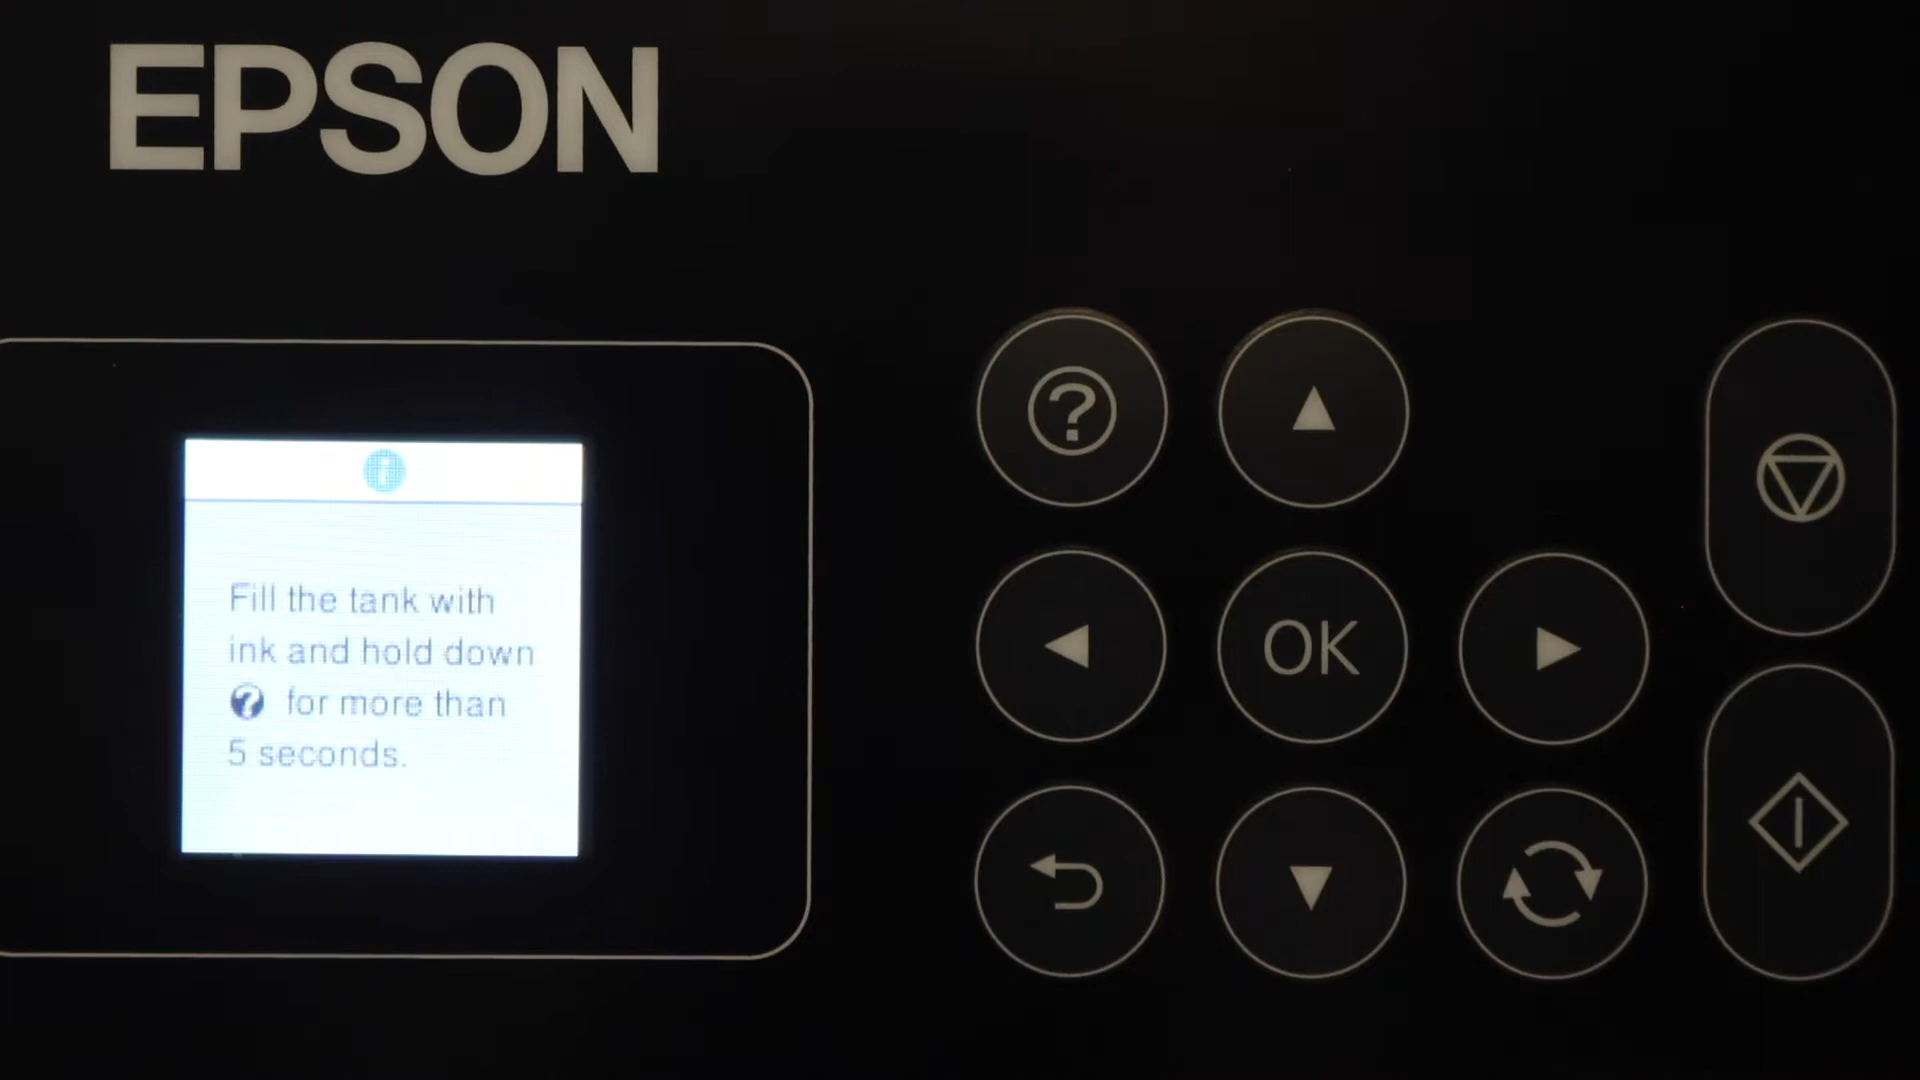 EPSON
Fill the tank with
ink and hold down
? for more than
5 seconds.
?
OK